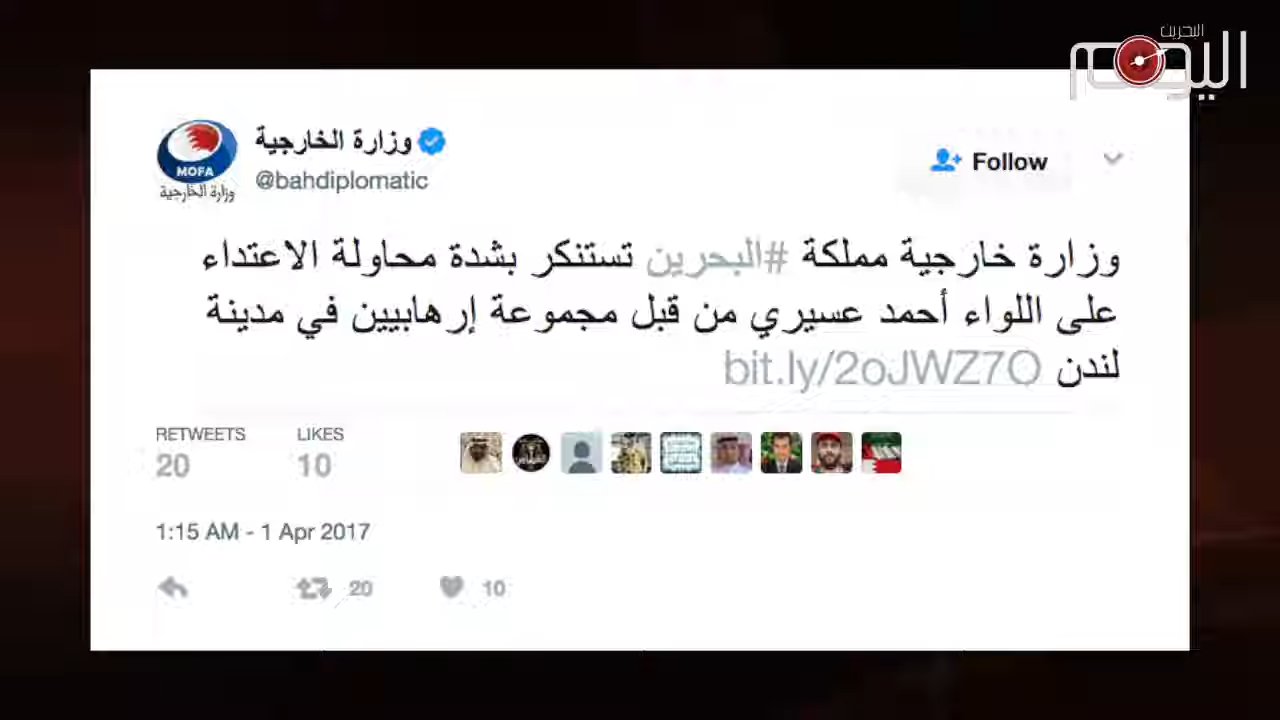 البحرين
اليوم
وزارة الخارجية
@bahdiplomatic
MOFA
وزارة الخارجية
Follow
وزارة خارجية مملكة #البحرين تستنكر بشدة محاولة الاعتداء
على اللواء أحمد عسيري من قبل مجموعة إرهابيين في مدينة
لندن bit.ly/2oJWZ7O
RETWEETS LIKES
20 10
1:15 AM - 1 Apr 2017
20 10